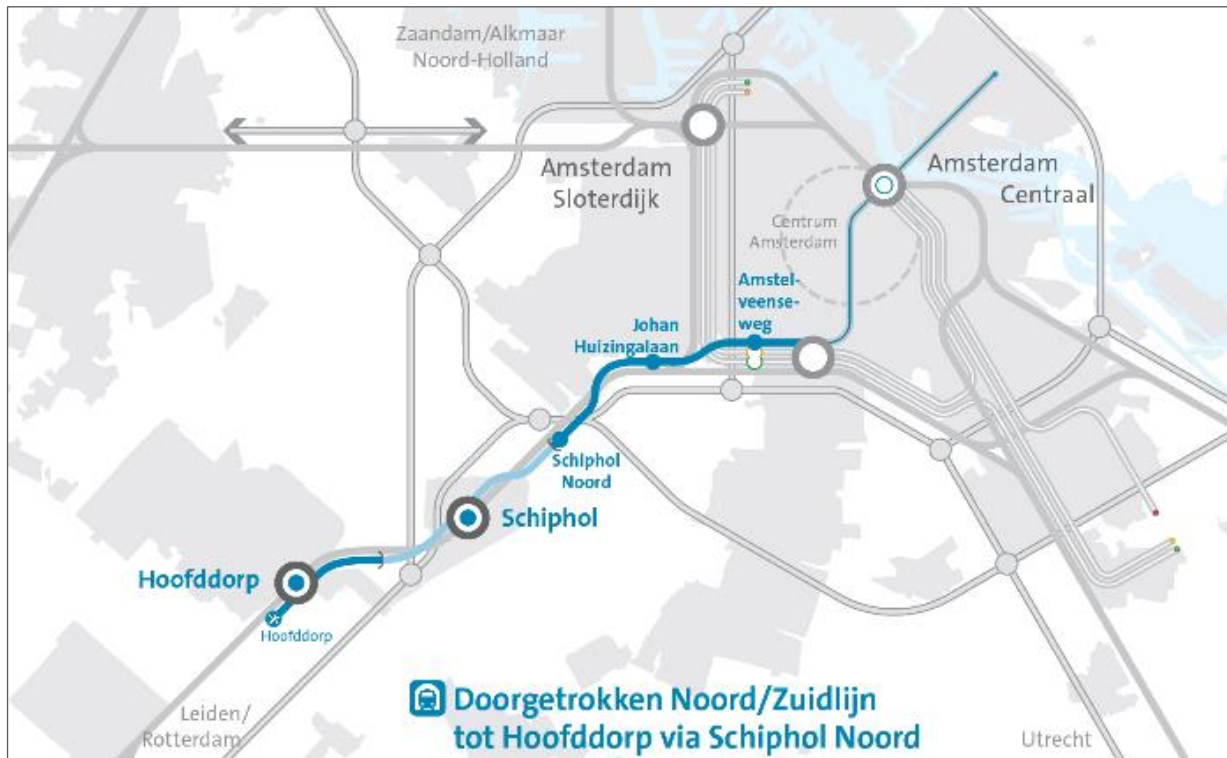 Zaandam/Alkmaar
Noord-Holland
Amsterdam
Sloterdijk
Amsterdam
Centraal
Centrum
Amsterdam
Amstel-
veense-
weg
Johan
Huizingalaan
Schiphol
Noord
Schiphol
Hoofddorp
Hoofddorp
Leiden/
Rotterdam
Doorgetrokken Noord/Zuidlijn
tot Hoofddorp via Schiphol Noord
Utrecht